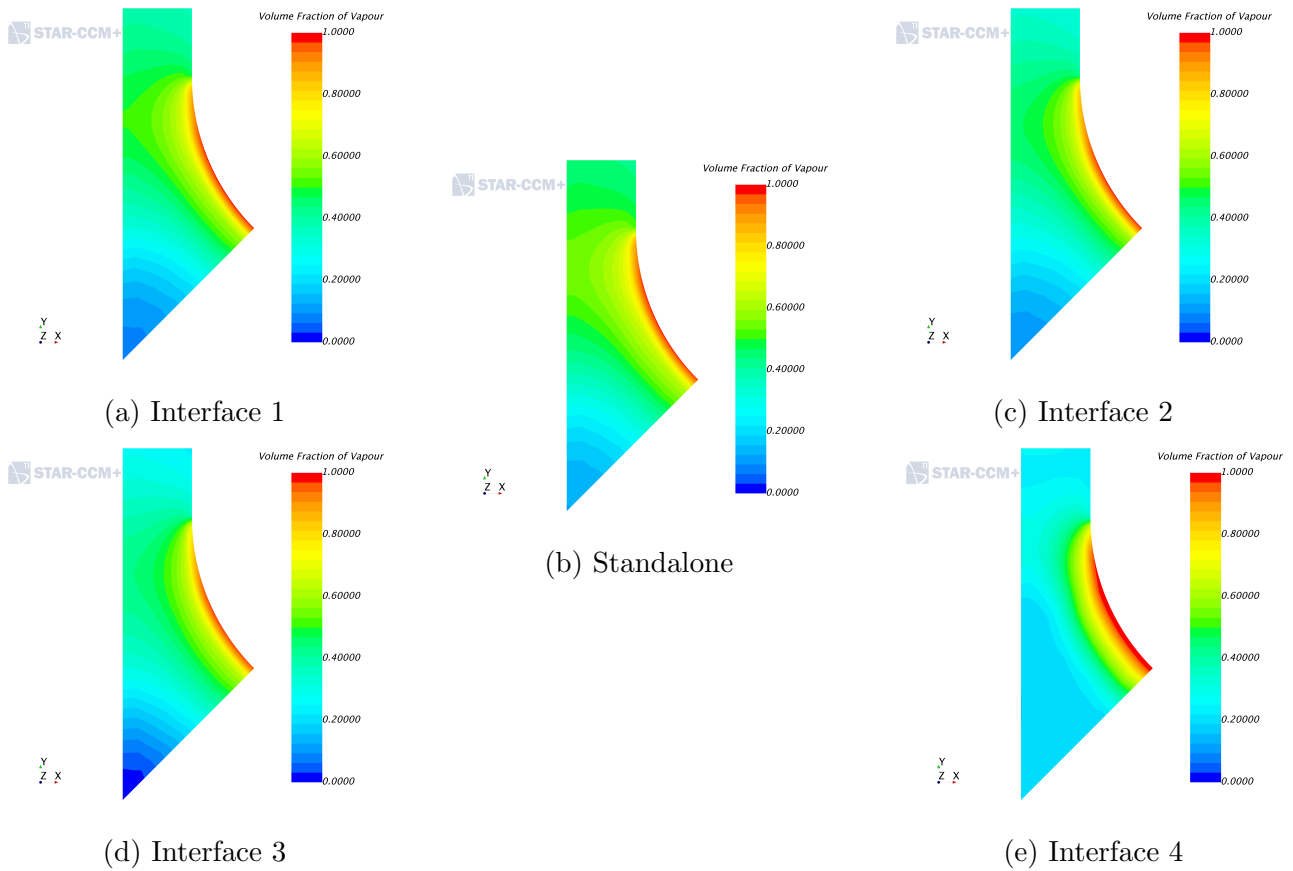 Volume Fraction of Vapour
STAR-CCM+
1.0000
0.80000
0.60000
0.40000
0.20000
0.0000
Y
Z X
(a) Interface 1
Volume Fraction of Vapour
STAR-CCM+
1.0000
0.80000
0.60000
0.40000
0.20000
0.0000
Y
Z X
(b) Standalone
Volume Fraction of Vapour
STAR-CCM+
1.0000
0.80000
0.60000
0.40000
0.20000
0.0000
Y
Z X
(c) Interface 2
Volume Fraction of Vapour
STAR-CCM+
1.0000
0.80000
0.60000
0.40000
0.20000
0.0000
Y
Z X
(d) Interface 3
Volume Fraction of Vapour
STAR-CCM+
1.0000
0.80000
0.60000
0.40000
0.20000
0.0000
Y
Z X
(e) Interface 4